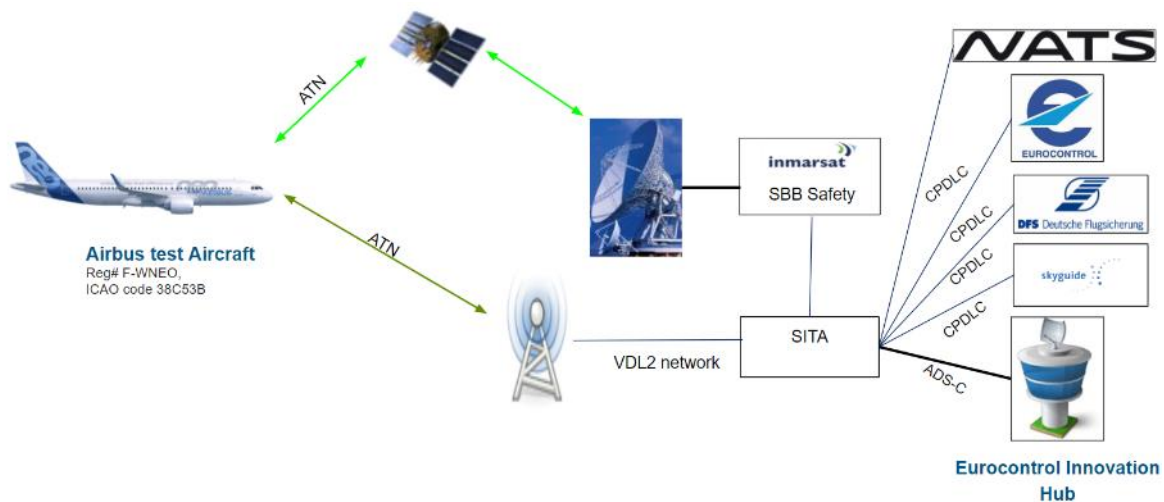 ATN
NATS
EUROCONTROL
inmarsat
SBB Safety
CPDLC
DFS Deutsche Flugsicherung
CPDLC
ATN
Airbus test Aircraft
Reg# F-WNEO,
ICAO code 38C53B
CPDLC
skyguide
CPDLC
SITA
VDL2 network
ADS-C
Eurocontrol Innovation
Hub